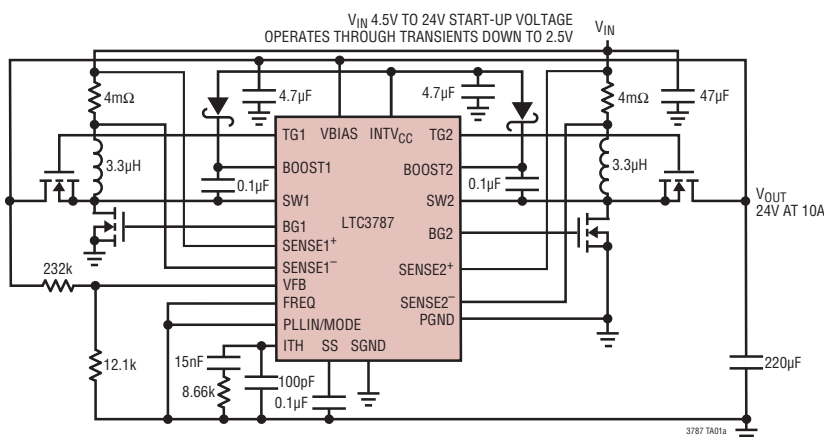 VIN 4.5V TO 24V START-UP VOLTAGE
OPERATES THROUGH TRANSIENTS DOWN TO 2.5V
VIN
4mΩ
4.7µF
4.7µF
4mΩ
47µF
TG1
VBIAS
INTVCC
TG2
3.3µH
BOOST1
BOOST2
3.3µH
0.1µF
0.1µF
SW1
LTC3787
SW2
VOUT
24V AT 10A
BG1
BG2
SENSE1+
SENSE1–
SENSE2+
232k
VFB
FREQ
SENSE2–
PGND
PLLIN/MODE
ITH
SS
SGND
12.1k
15nF
8.66k
100pF
0.1µF
220µF
3787 TA01a